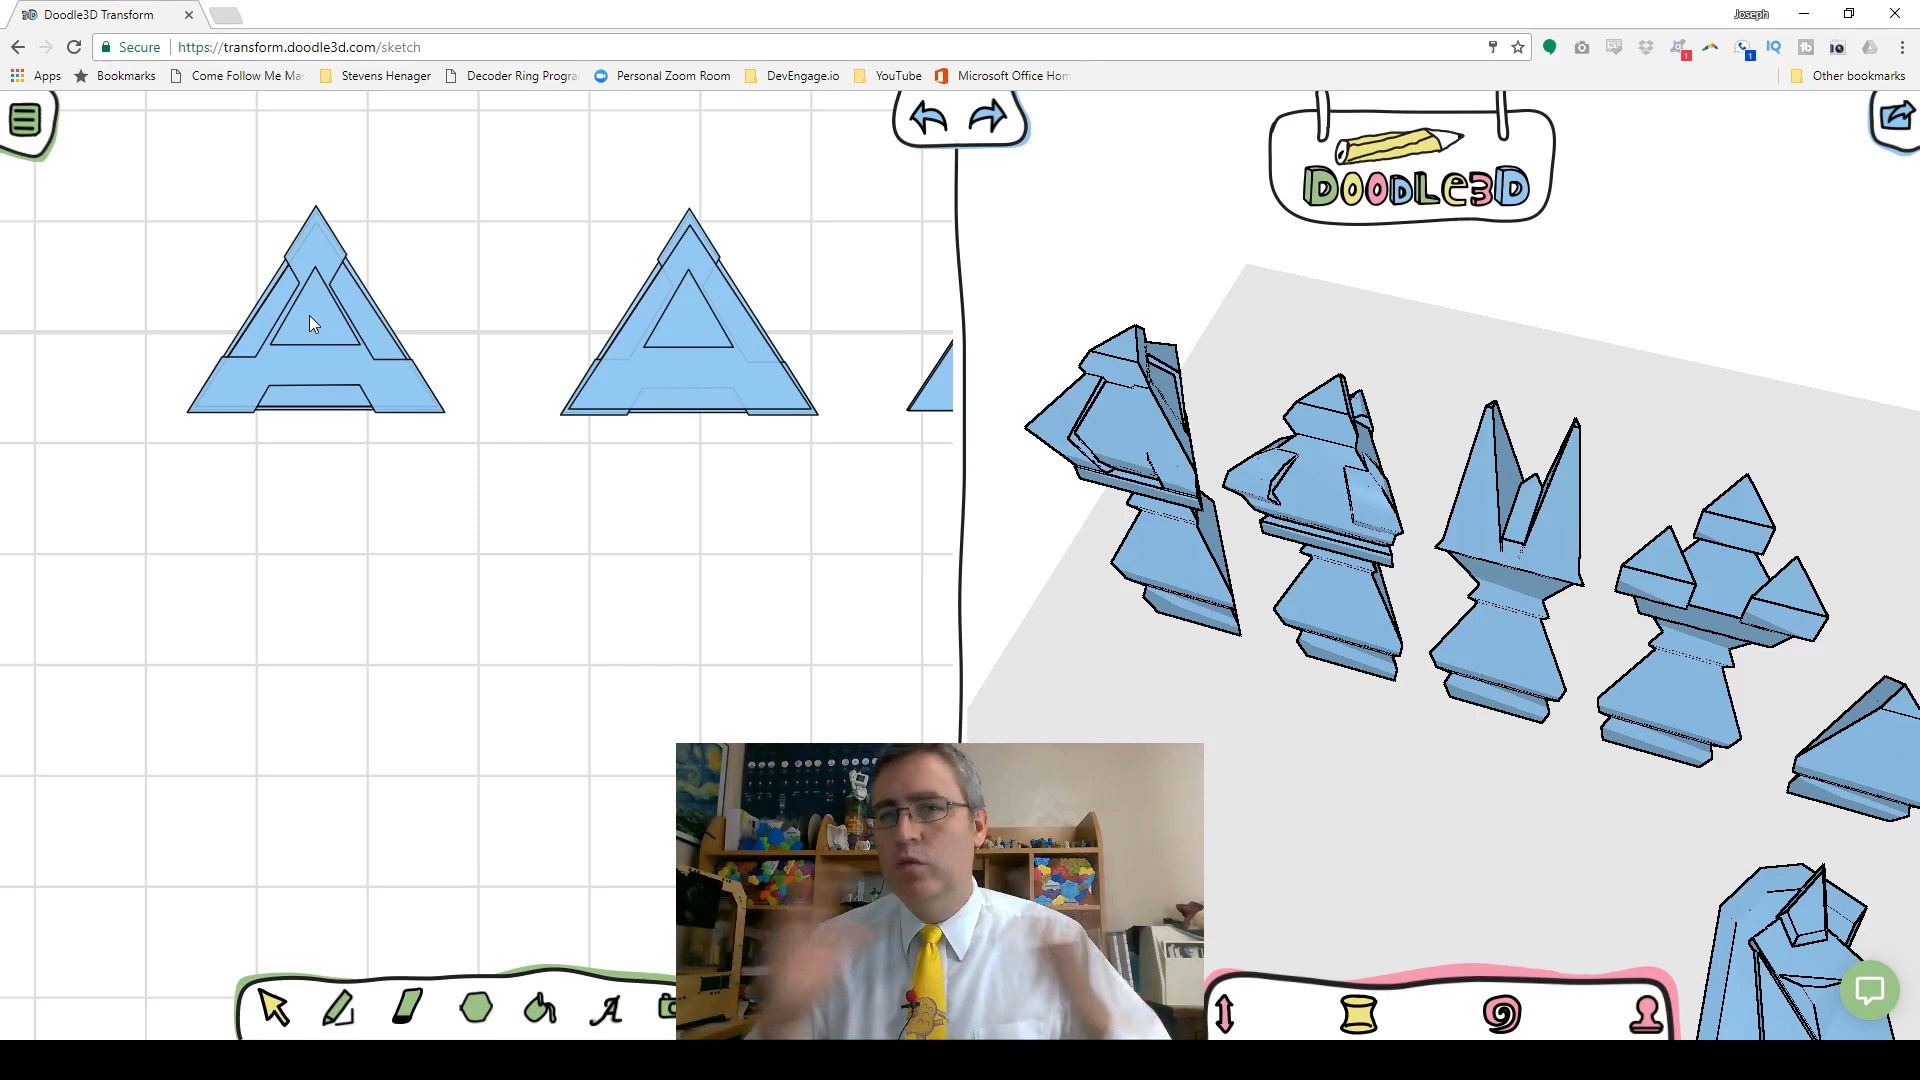 Doodle3D Transform
Joseph
Secure https://transform.doodle3d.com/sketch
Apps Bookmarks Come Follow Me Ma Stevens Henager Decoder Ring Progra Personal Zoom Room DevEngage.io YouTube Microsoft Office Hom Other bookmarks
DOODLe3D